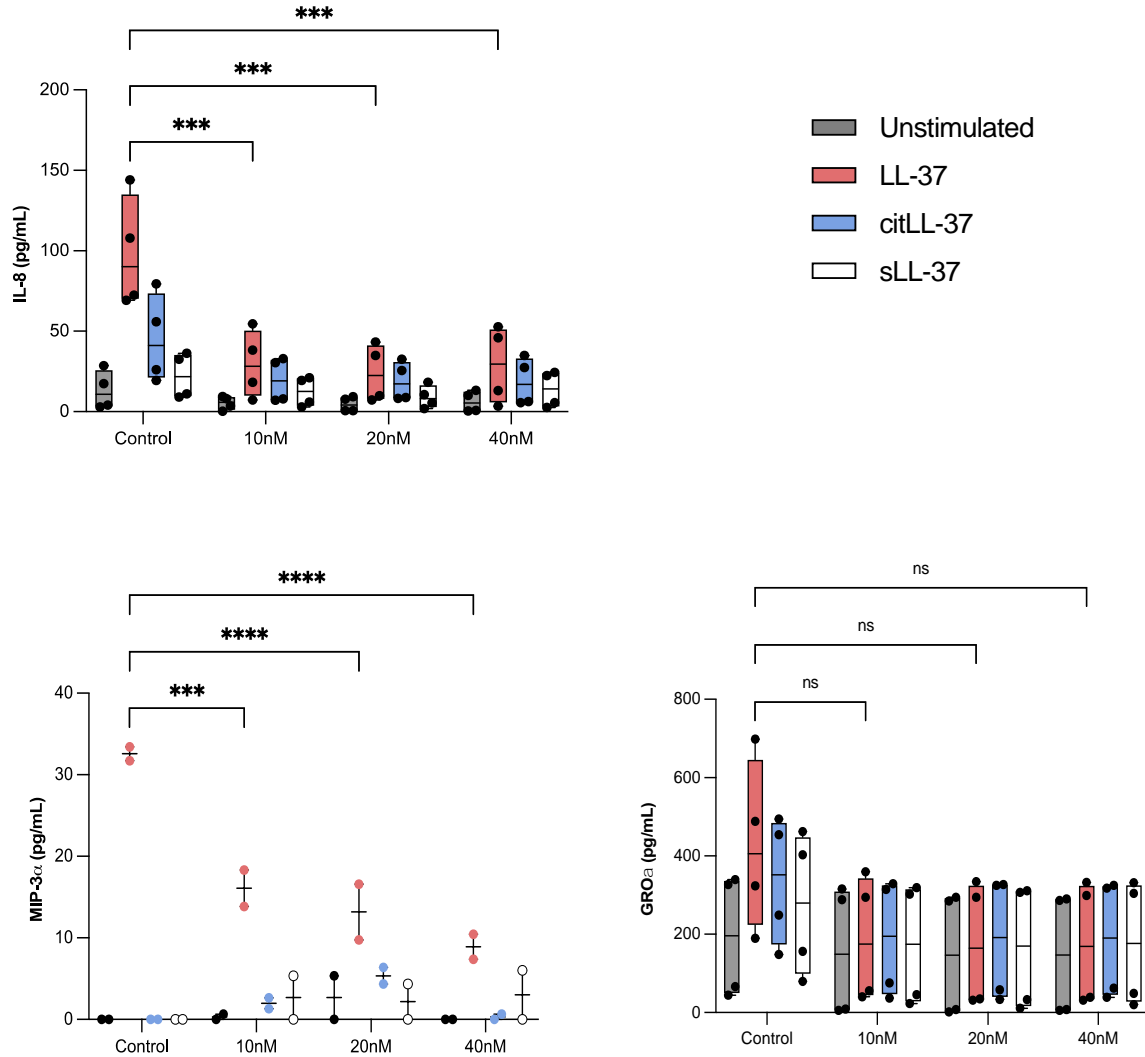 ***
***
***
200
150
100
50
0
IL-8 (pg/mL)
Control
10nM
20nM
40nM
Unstimulated
LL-37
citLL-37
sLL-37
****
****
***
40
30
20
10
0
MIP-3α (pg/mL)
Control
10nM
20nM
40nM
ns
ns
ns
800
600
400
200
0
GROa (pg/mL)
Control
10nM
20nM
40nM